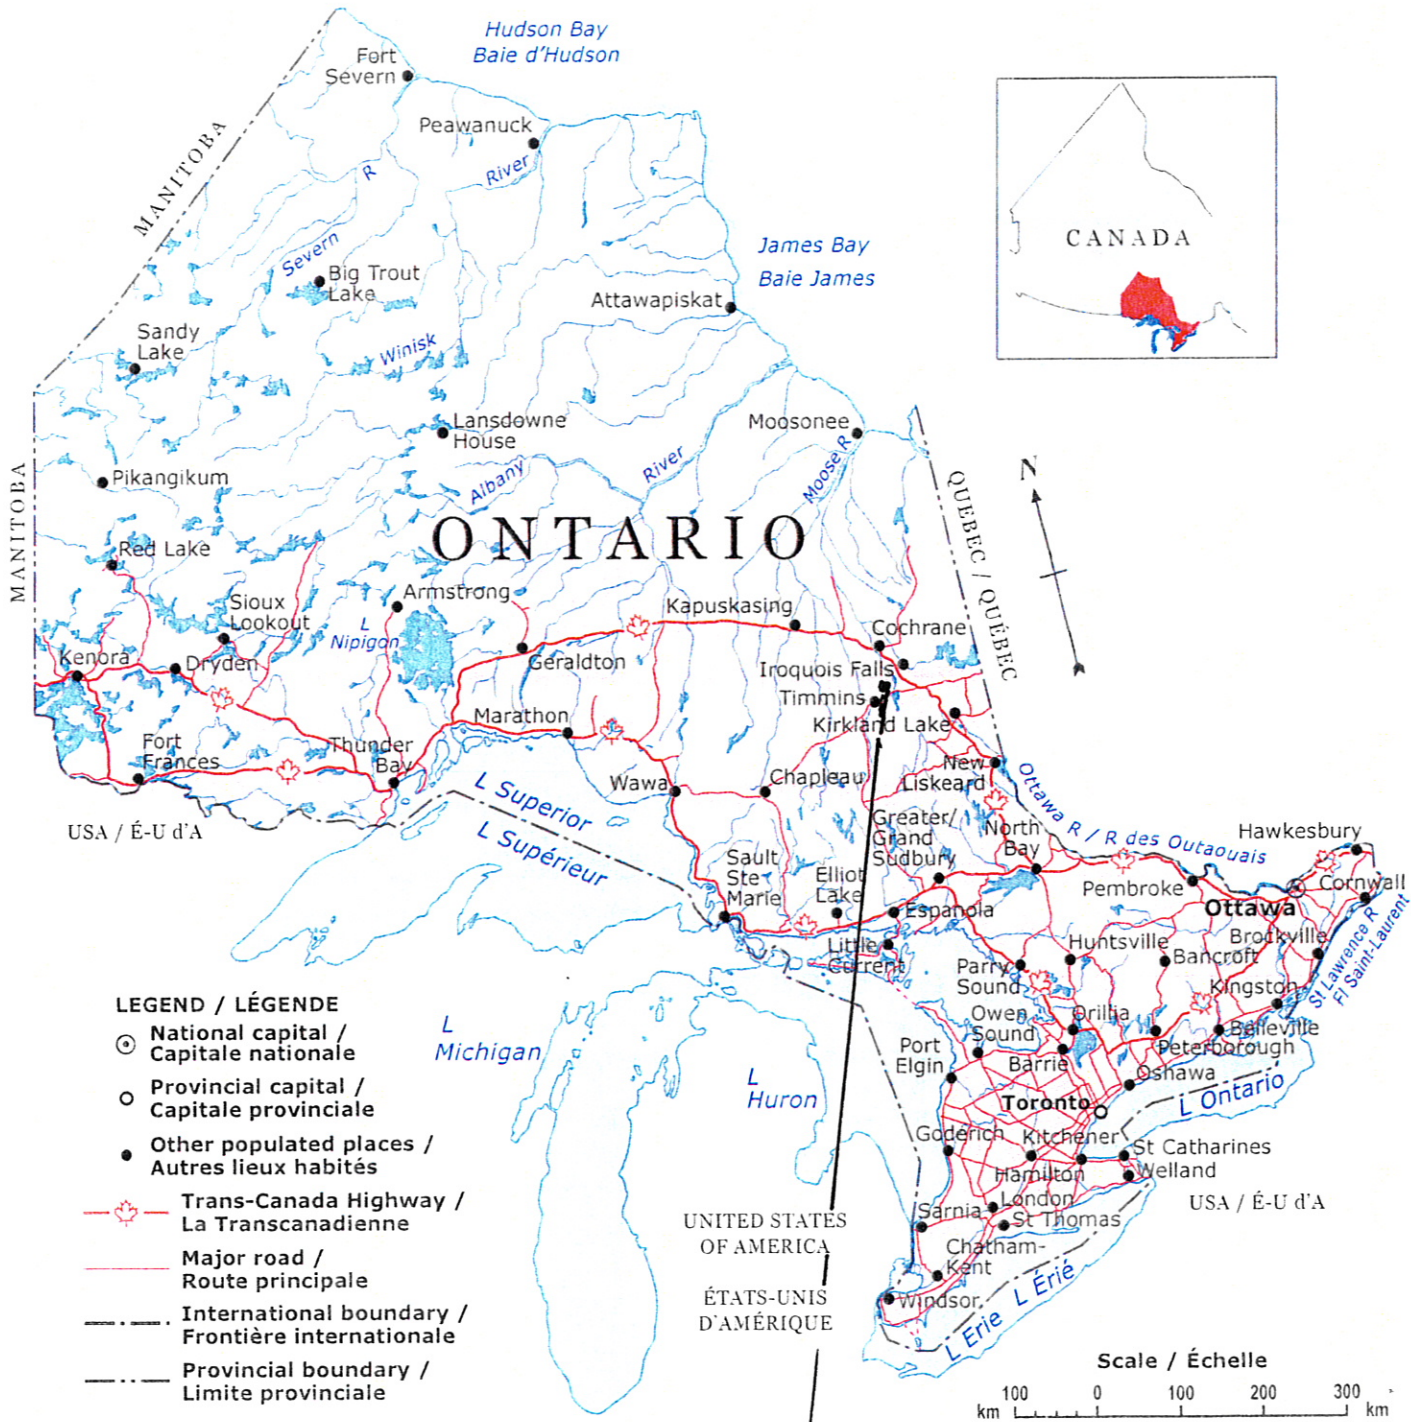 Hudson Bay
Baie d'Hudson
Fort
Severn
Peawanuck
MANITOBA
R
River
CANADA
James Bay
Baie James
Severn
Big Trout
Lake
Attawapiskat
Sandy
Lake
Winisk
Lansdowne
House
Moosonee
Pikangikum
Albany
River
Moose R
N
MANITOBA
QUEBEC / QUÉBEC
ONTARIO
Red Lake
Sioux
Lookout
Armstrong
L
Nipigon
Kapuskasing
Cochrane
Kenora
Dryden
Geraldton
Iroquois Falls
Timmins
Kirkland Lake
Marathon
Fort
Frances
Thunder
Bay
Wawa
Chapleau
New
Liskeard
USA / É-U d'A
L Superior
L Supérieur
Ottawa R / R des Outaouais
Greater/
Grand
Sudbury
North
Bay
Hawkesbury
Sault
Ste
Marie
Elliot
Lake
Espanola
Pembroke
Ottawa
Cornwall
Little
Current
Parry
Sound
Huntsville
Bancroft
Brockville
Kingston
St Lawrence R
Fl Saint-Laurent
Owen
Sound
Orillia
Belleville
Port
Elgin
Barrie
Peterborough
Oshawa
L
Michigan
L
Huron
Toronto
L Ontario
Goderich
Kitchener
St Catharines
Hamilton
Welland
London
Sarnia
St Thomas
USA / É-U d'A
UNITED STATES
OF AMERICA
ÉTATS-UNIS
D'AMÉRIQUE
Chatham-
Kent
Windsor
L Erie L Érié
LEGEND / LÉGENDE
National capital /
Capitale nationale
Provincial capital /
Capitale provinciale
Other populated places /
Autres lieux habités
Trans-Canada Highway /
La Transcanadienne
Major road /
Route principale
International boundary /
Frontière internationale
Provincial boundary /
Limite provinciale
Scale / Échelle
100 0 100 200 300
km km